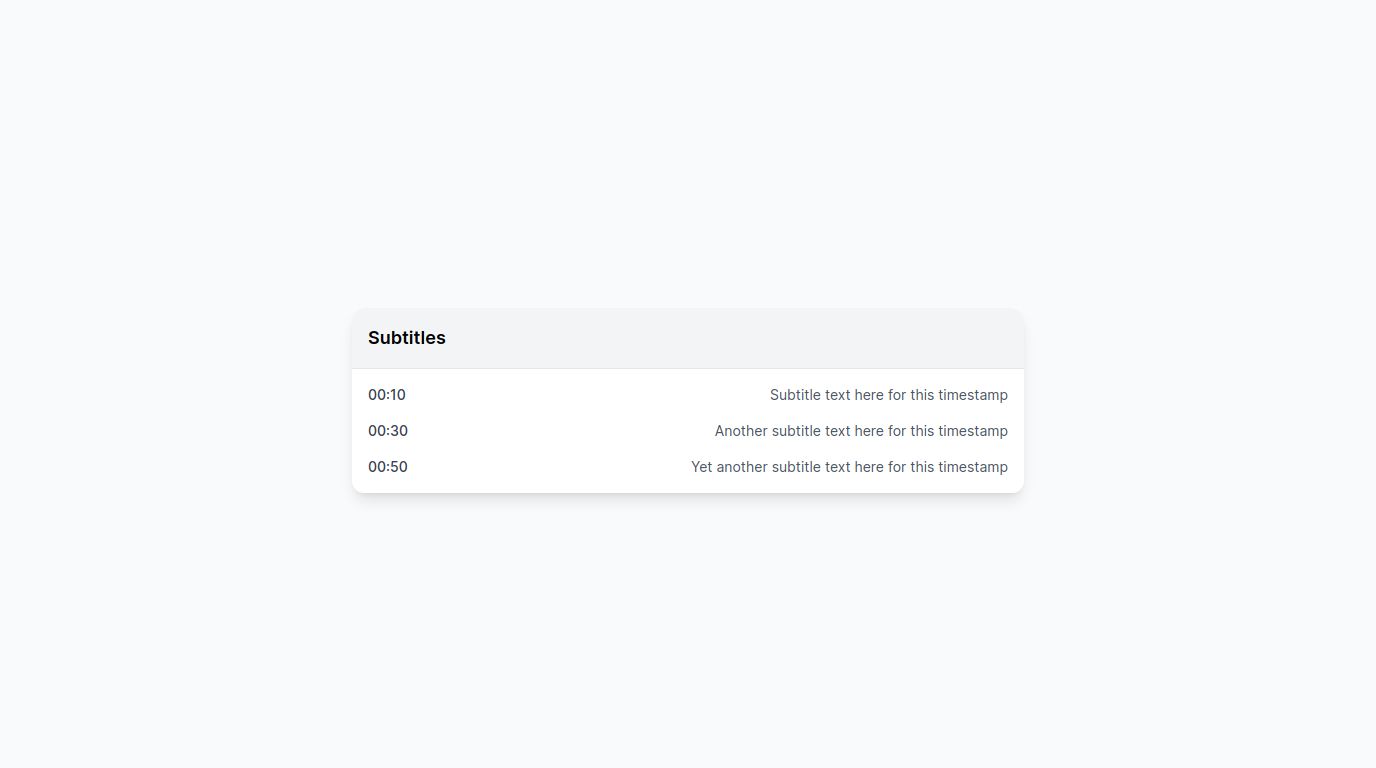 Subtitles
00:10 Subtitle text here for this timestamp
00:30 Another subtitle text here for this timestamp
00:50 Yet another subtitle text here for this timestamp